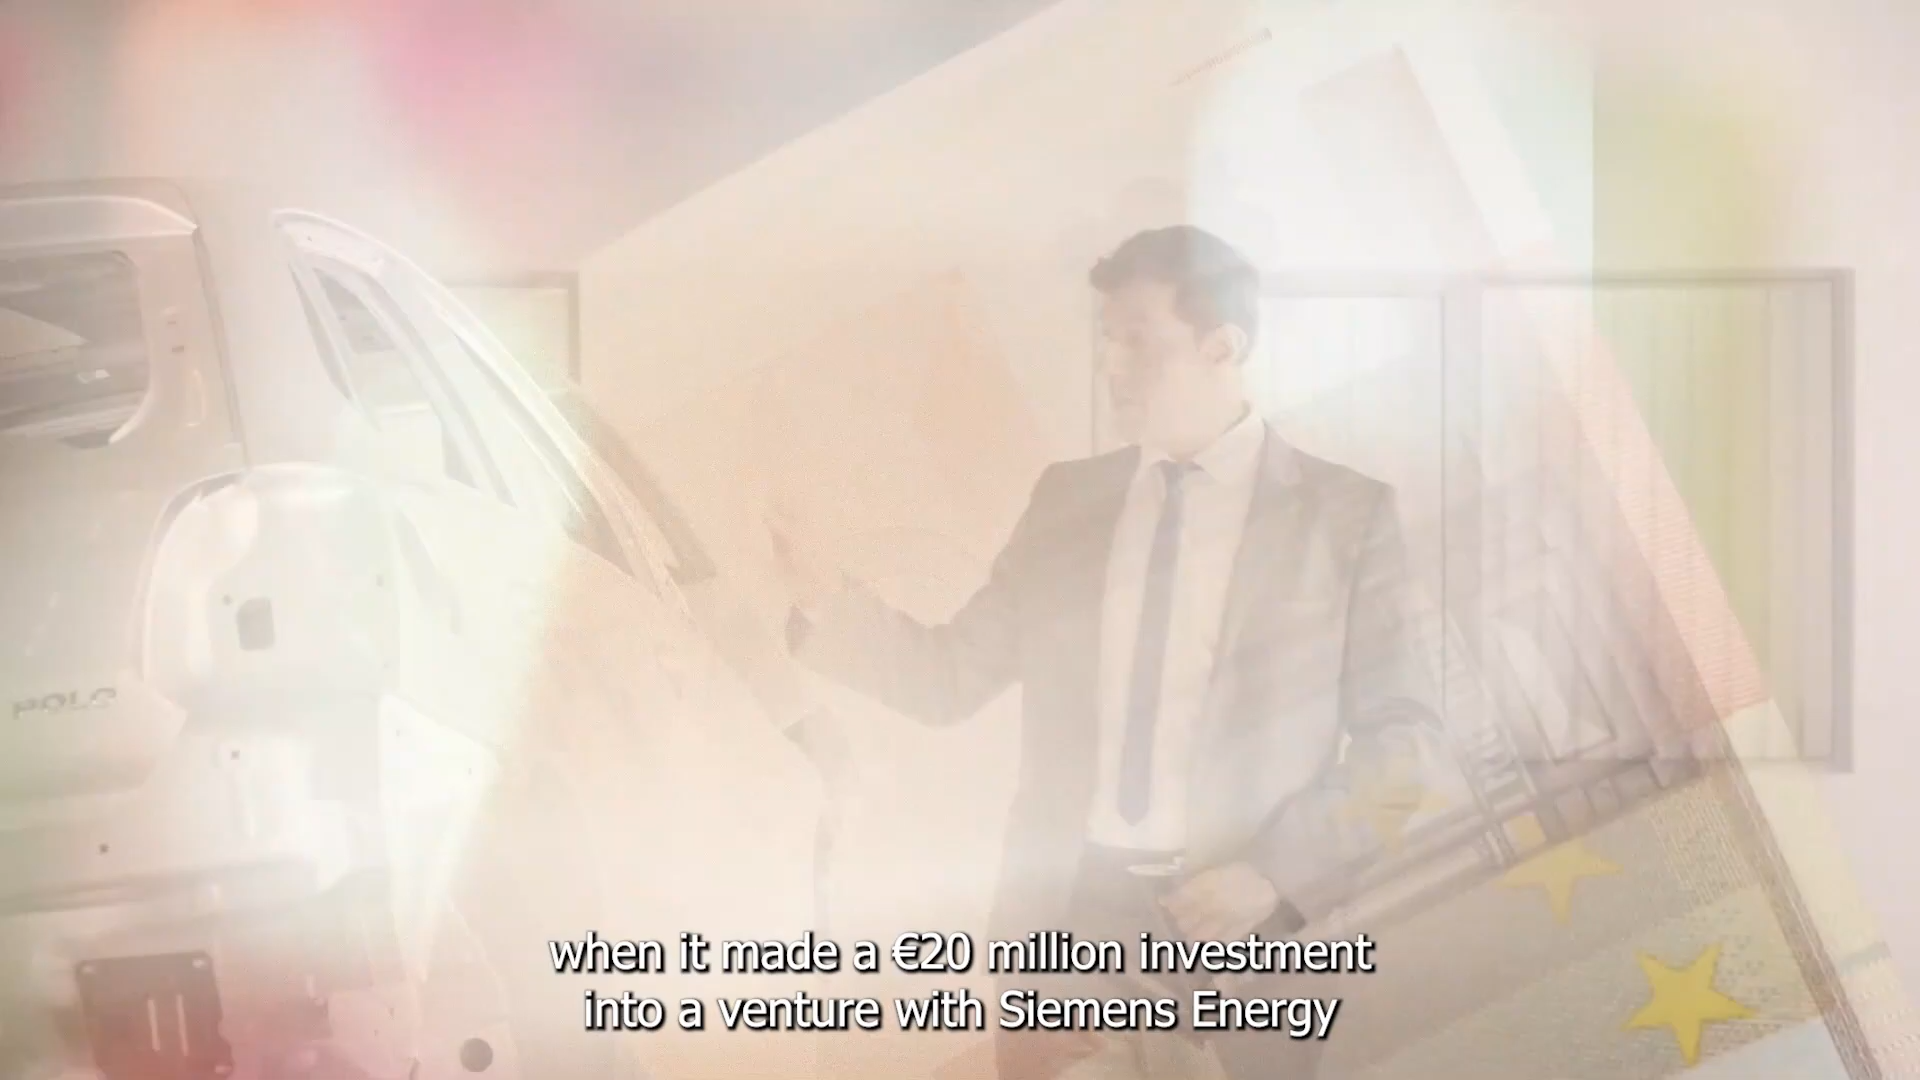 POLO
when it made a €20 million investment
into a venture with Siemens Energy